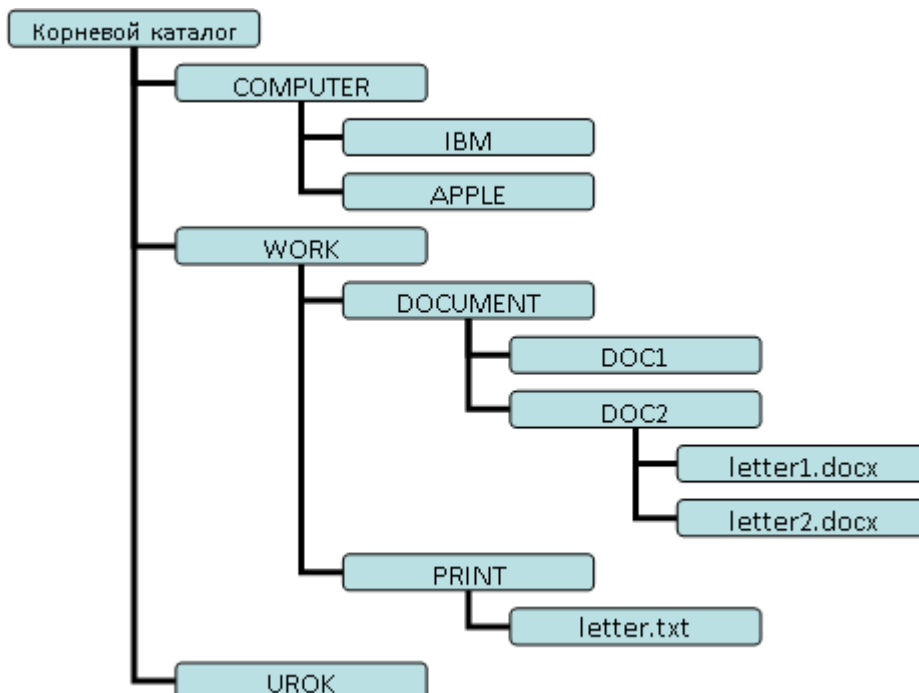 Корневой каталог
COMPUTER
IBM
APPLE
WORK
DOCUMENT
DOC1
DOC2
letter1.docx
letter2.docx
PRINT
letter.txt
UROK